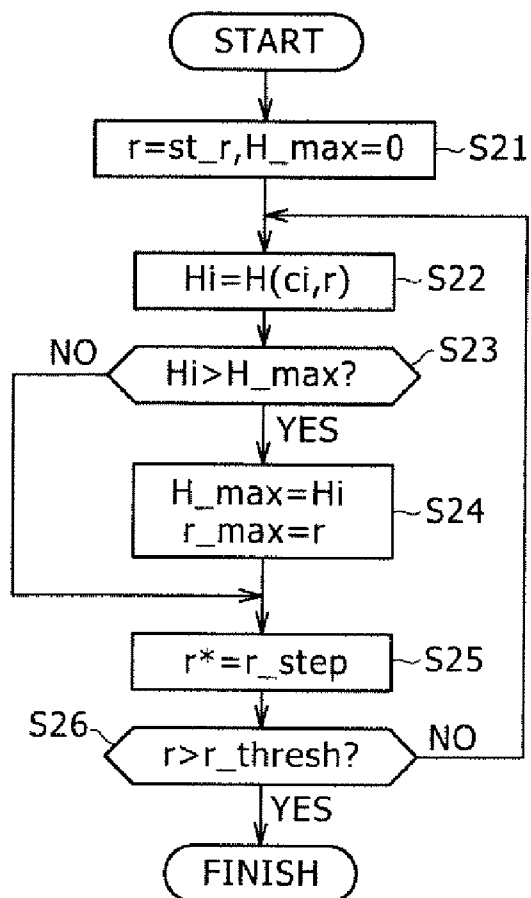 START
r=st_r,H_max=0
S21
Hi=H(ci,r)
S22
NO
Hi>H_max?
S23
YES
H_max=Hi
r_max=r
S24
r*=r_step
S25
S26
r>r_thresh?
NO
YES
FINISH